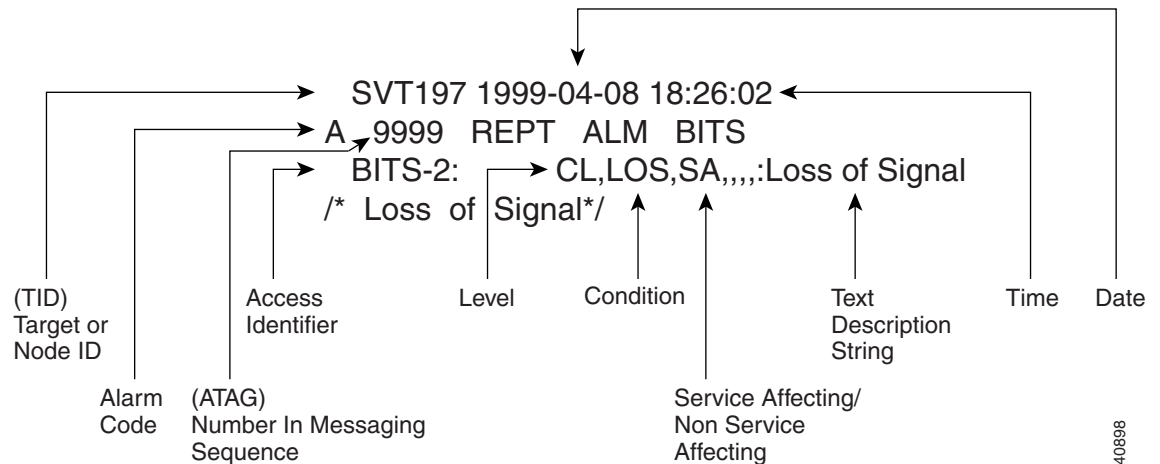 SVT197 1999-04-08 18:26:02
A 9999 REPT ALM BITS
BITS-2: CL,LOS,SA,,,,:Loss of Signal
/* Loss of Signal*/
(TID)
Target or
Node ID
Access
Identifier
Level
Condition
Text
Description
String
Time
Date
Alarm
Code
(ATAG)
Number In Messaging
Sequence
Service Affecting/
Non Service
Affecting
40898